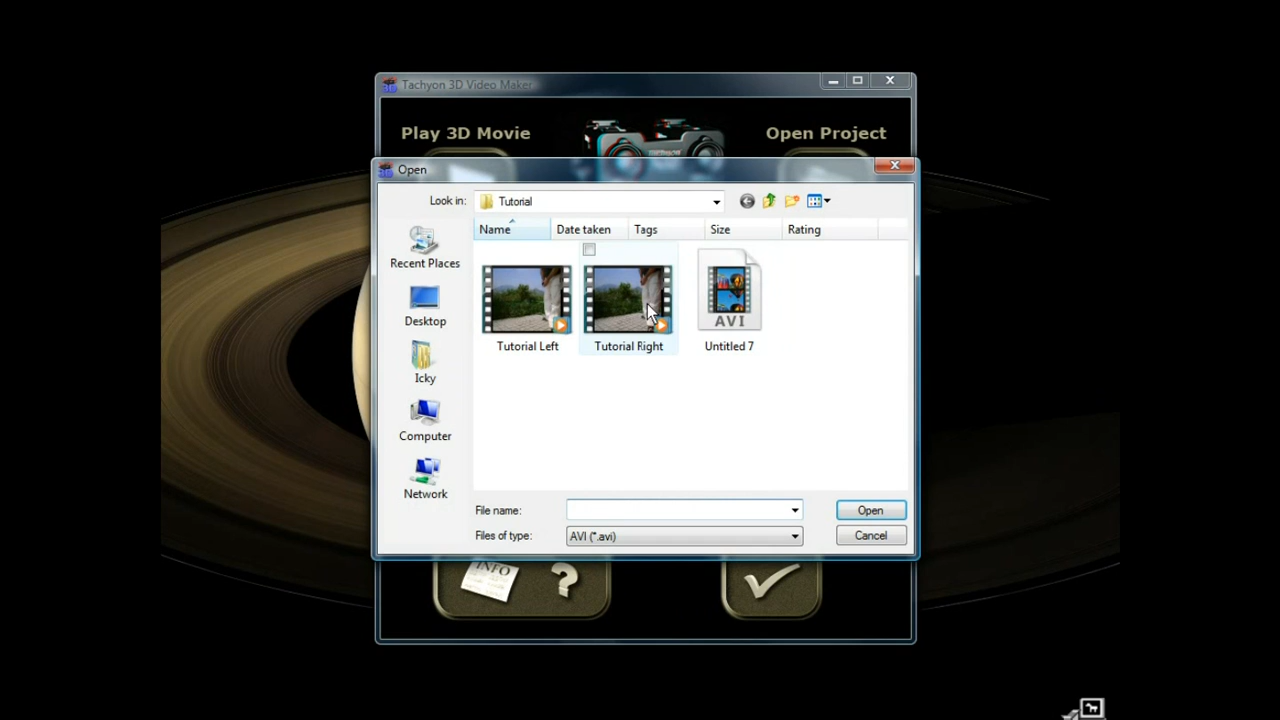 Tachyon 3D Video Maker
Play 3D Movie
Open Project
Open
Look in:
Tutorial
Name
Date taken
Tags
Size
Rating
Recent Places
Desktop
Icky
Computer
Network
AVI
Tutorial Left
Tutorial Right
Untitled 7
File name:
Open
Files of type:
AVI (*.avi)
Cancel
INFO
?